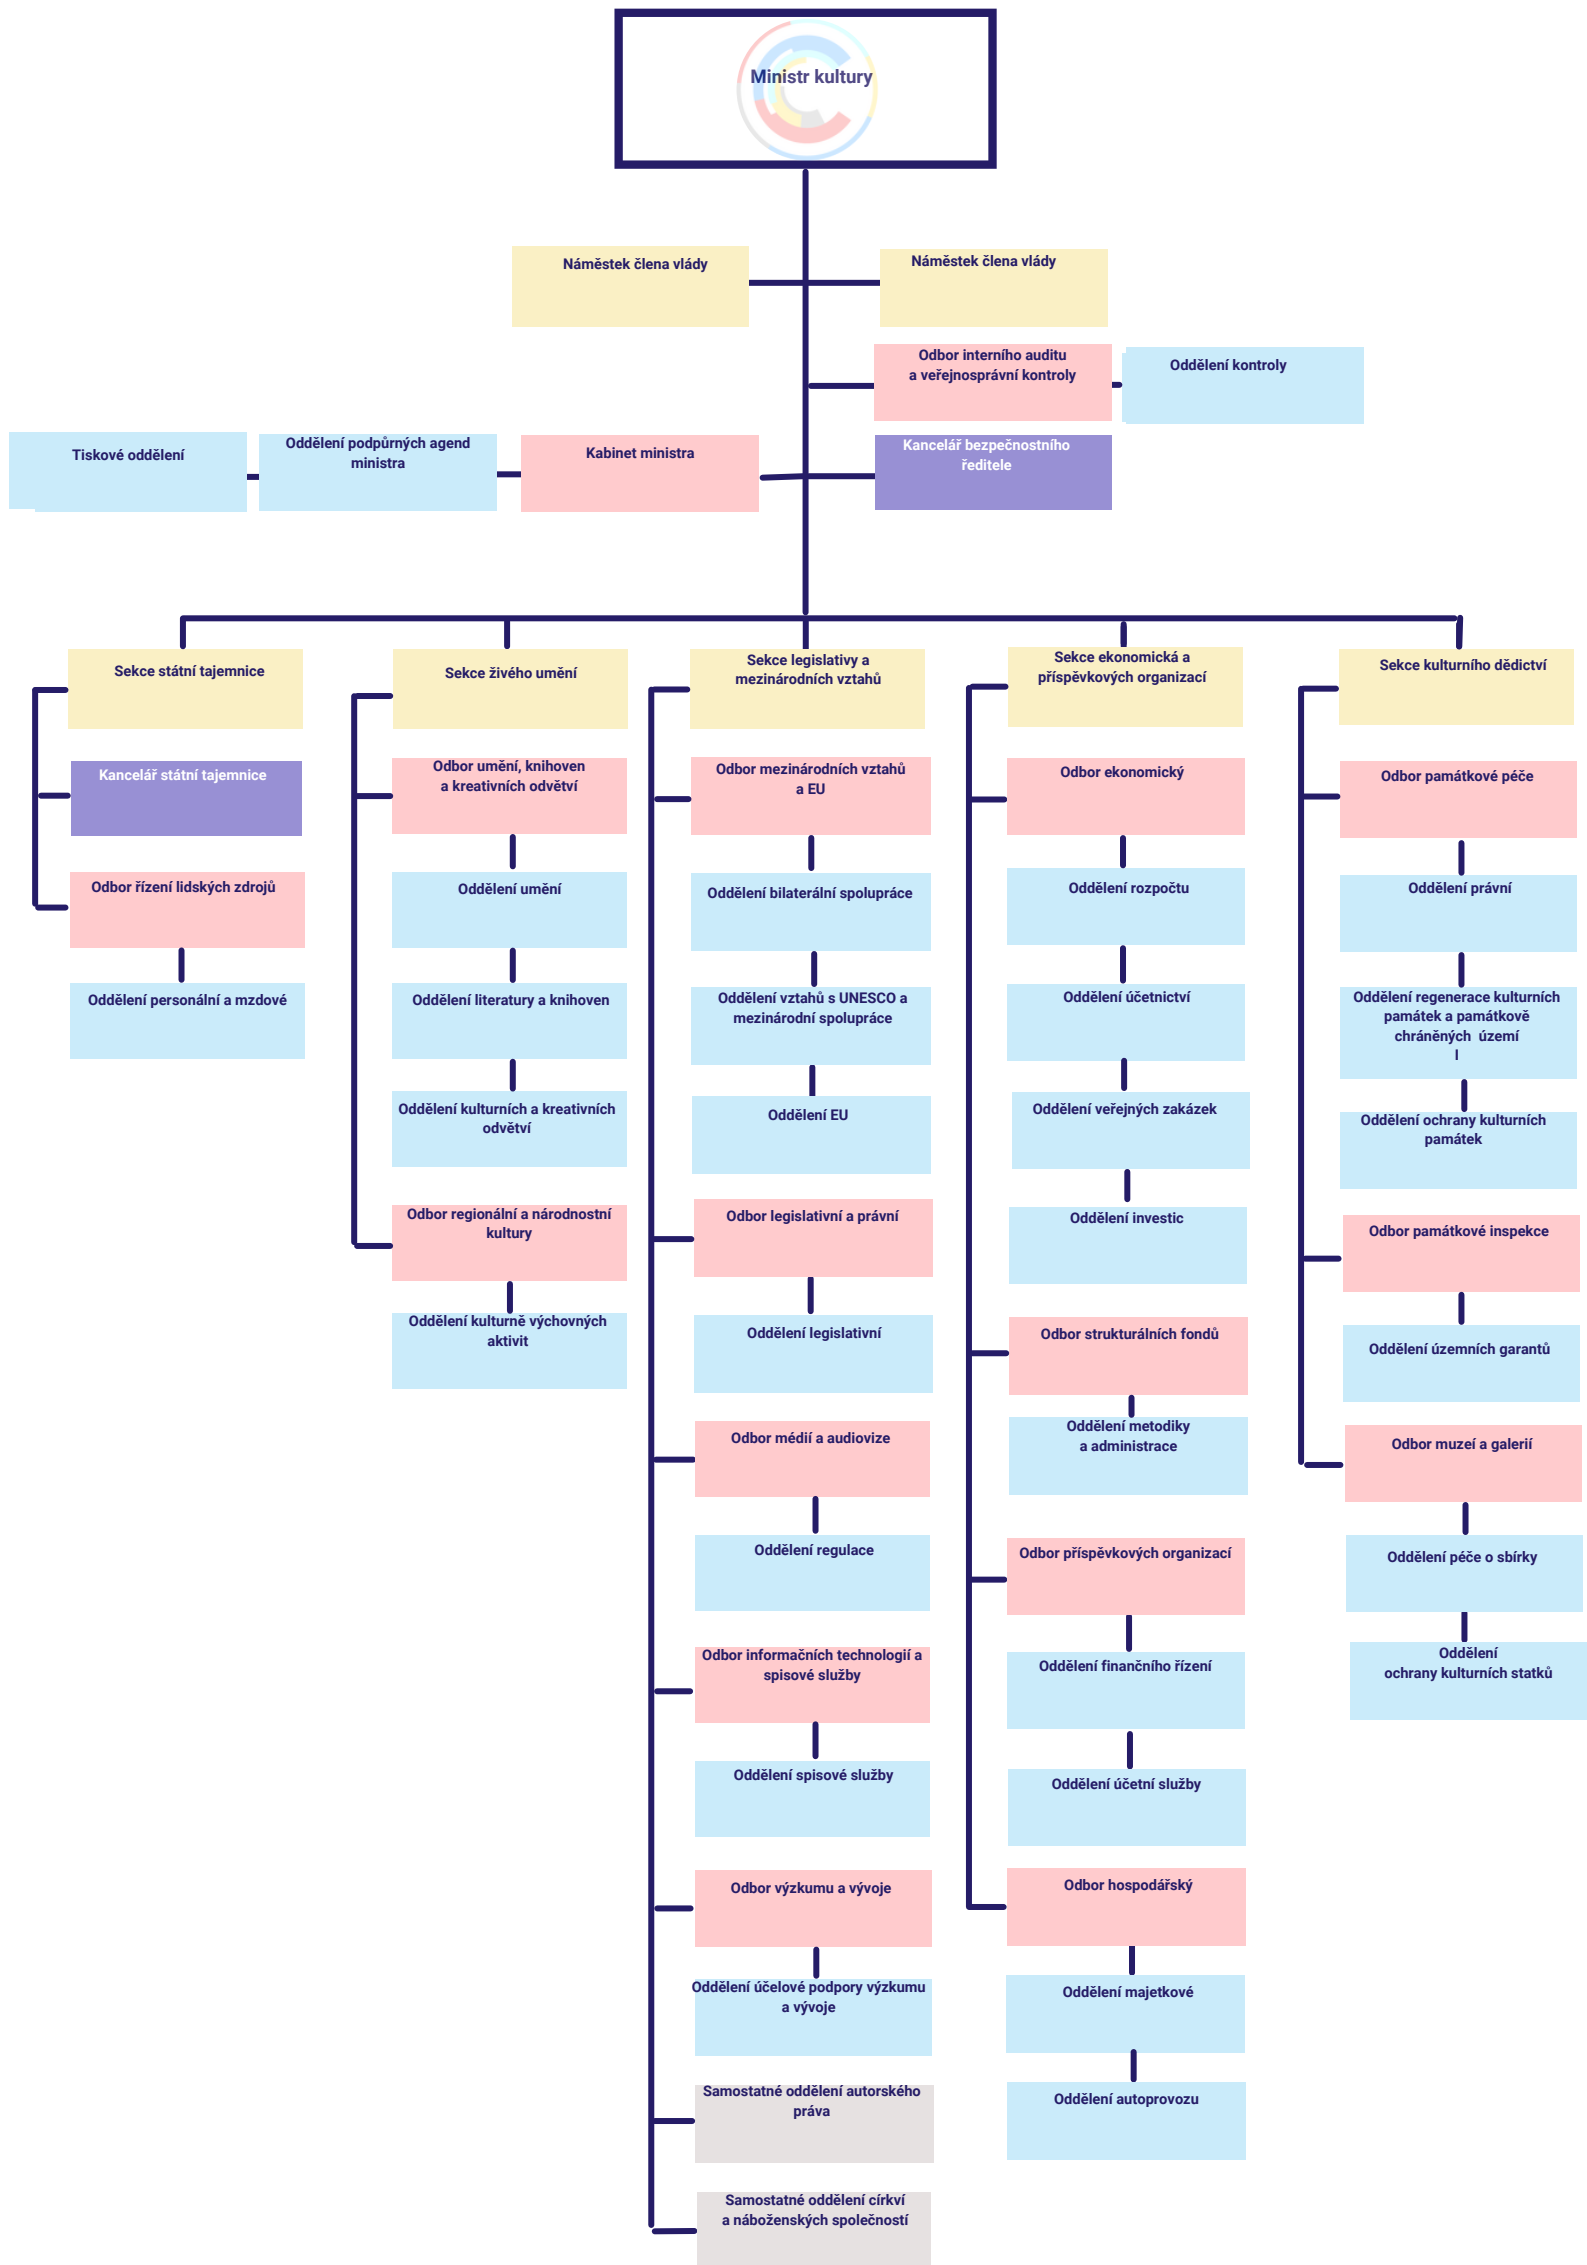 Ministr kultury
Náměstek člena vlády
Náměstek člena vlády
Odbor interního auditu
a veřejnosprávní kontroly
Oddělení kontroly
Tiskové oddělení
Oddělení podpůrných agend
ministra
Kabinet ministra
Kancelář bezpečnostního
ředitele
Sekce státní tajemnice
Kancelář státní tajemnice
Odbor řízení lidských zdrojů
Oddělení personální a mzdové
Sekce živého umění
Odbor umění, knihoven
a kreativních odvětví
Oddělení umění
Oddělení literatury a knihoven
Oddělení kulturních a kreativních
odvětví
Odbor regionální a národnostní
kultury
Oddělení kulturně výchovných
aktivit
Sekce legislativy a
mezinárodních vztahů
Odbor mezinárodních vztahů
a EU
Oddělení bilaterální spolupráce
Oddělení vztahů s UNESCO a
mezinárodní spolupráce
Oddělení EU
Odbor legislativní a právní
Oddělení legislativní
Odbor médií a audiovize
Oddělení regulace
Odbor informačních technologií a
spisové služby
Oddělení spisové služby
Odbor výzkumu a vývoje
Oddělení účelové podpory výzkumu
a vývoje
Samostatné oddělení autorského
práva
Samostatné oddělení církví
a náboženských společností
Sekce ekonomická a
příspěvkových organizací
Odbor ekonomický
Oddělení rozpočtu
Oddělení účetnictví
Oddělení veřejných zakázek
Oddělení investic
Odbor strukturálních fondů
Oddělení metodiky
a administrace
Odbor příspěvkových organizací
Oddělení finančního řízení
Oddělení účetní služby
Odbor hospodářský
Oddělení majetkové
Oddělení autoprovozu
Sekce kulturního dědictví
Odbor památkové péče
Oddělení právní
Oddělení regenerace kulturních
památek a památkově
chráněných  území
I
Oddělení ochrany kulturních
památek
Odbor památkové inspekce
Oddělení územních garantů
Odbor muzeí a galerií
Oddělení péče o sbírky
Oddělení
ochrany kulturních statků